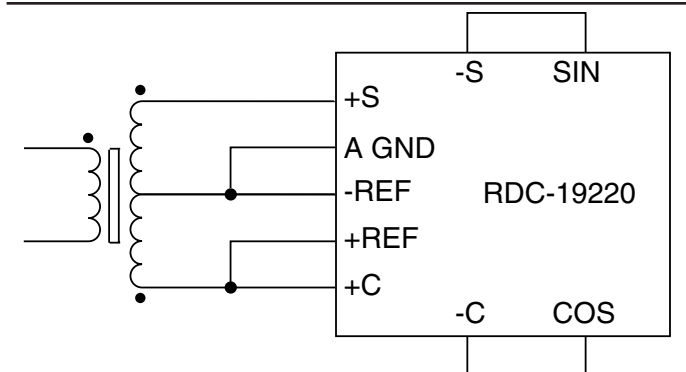 -S SIN
+S
A GND
-REF RDC-19220
+REF
+C
-C COS